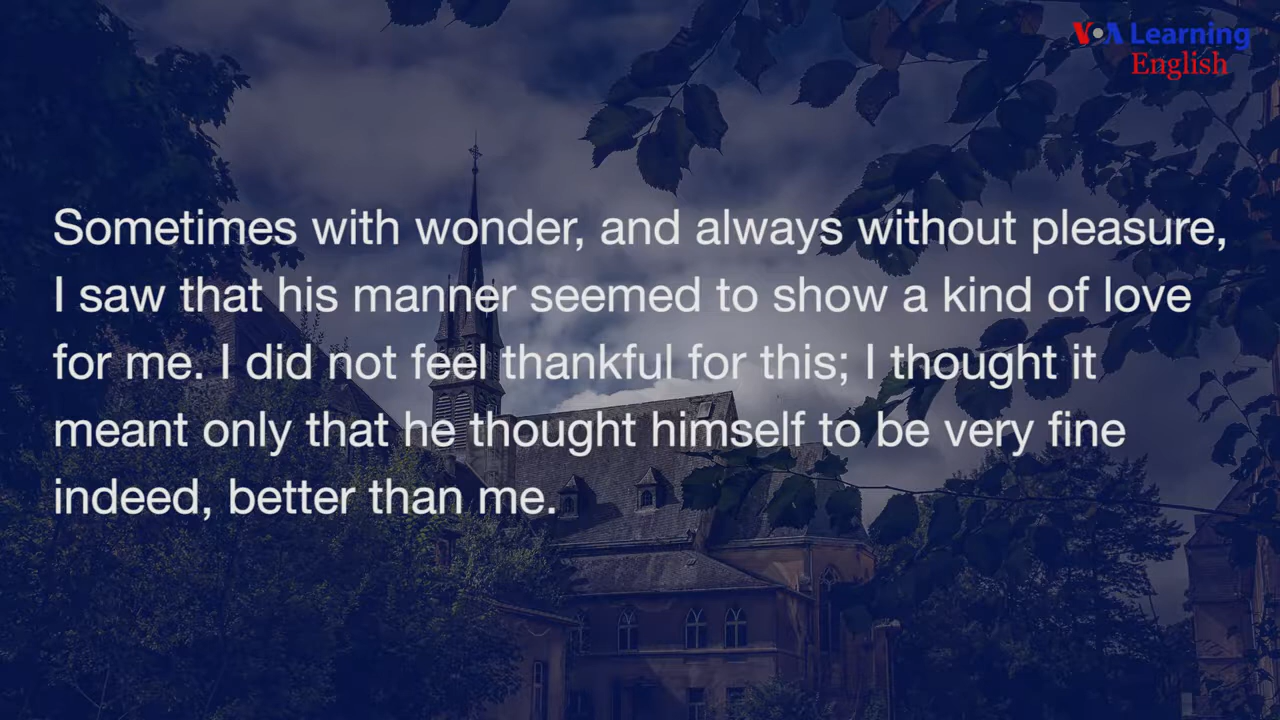 VOA Learning
English
Sometimes with wonder, and always without pleasure,
I saw that his manner seemed to show a kind of love
for me. I did not feel thankful for this; I thought it
meant only that he thought himself to be very fine
indeed, better than me.